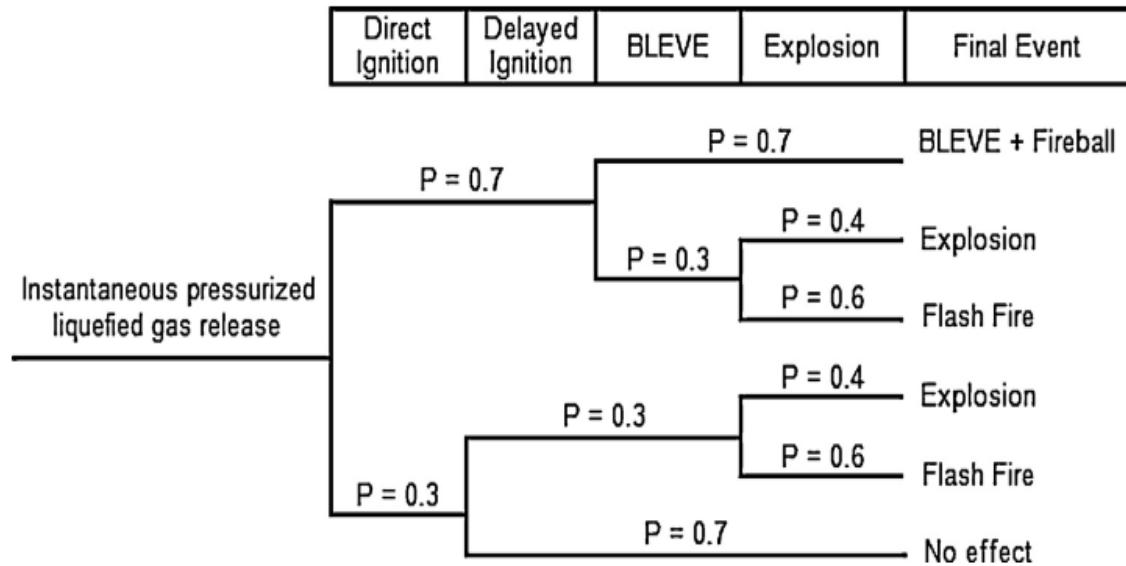 Direct
Ignition
Delayed
Ignition
BLEVE
Explosion
Final Event
P = 0.7
BLEVE + Fireball
P = 0.7
P = 0.4
Explosion
P = 0.3
P = 0.6
Flash Fire
Instantaneous pressurized
liquefied gas release
P = 0.4
Explosion
P = 0.3
P = 0.6
Flash Fire
P = 0.3
P = 0.7
No effect